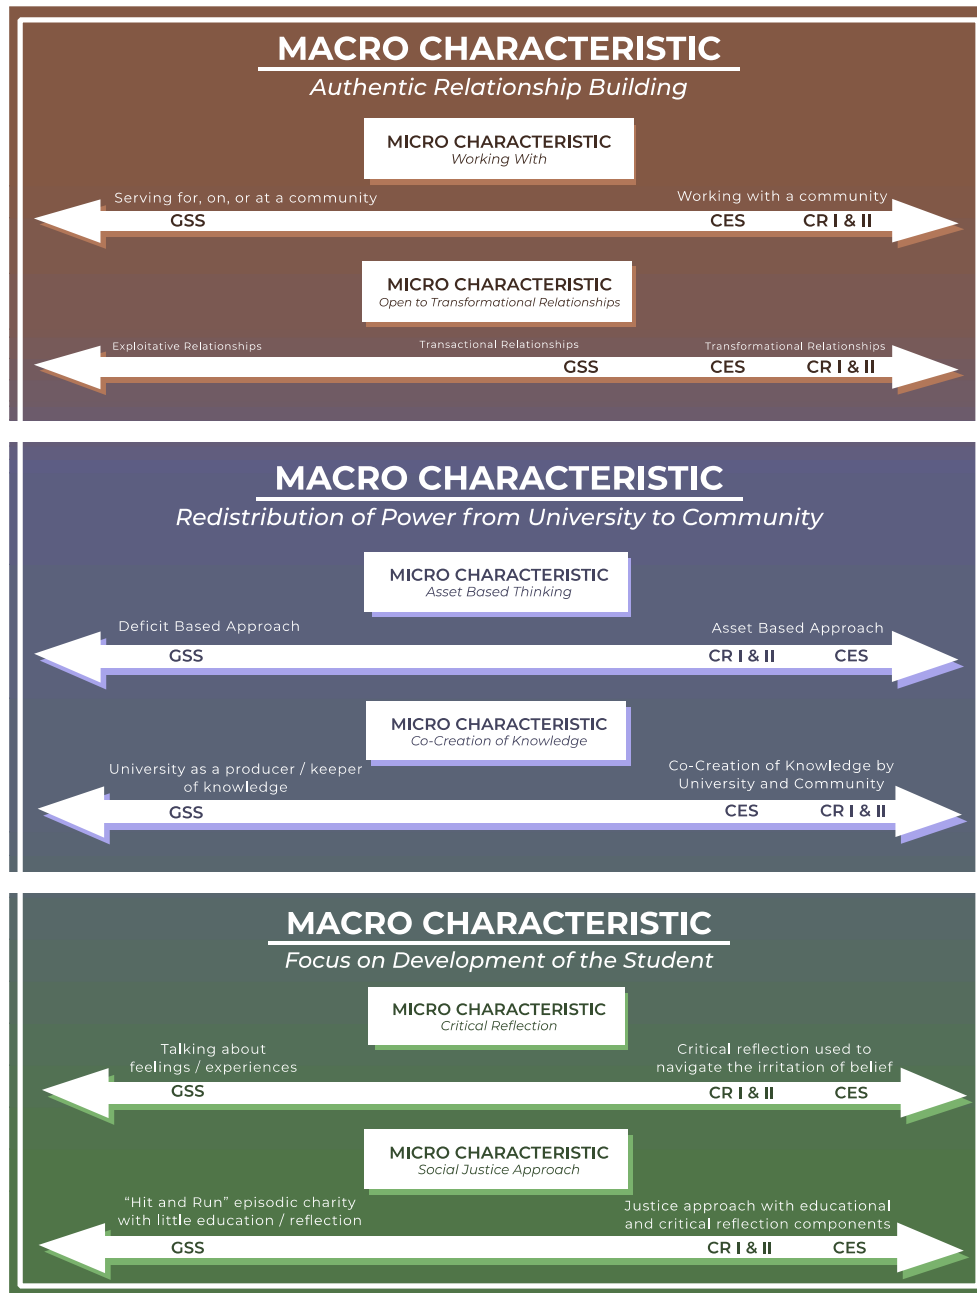 MACRO CHARACTERISTIC
Authentic Relationship Building
MICRO CHARACTERISTIC
Working With
Serving for, on, or at a community
Working with a community
GSS
CES
CR I & II
MICRO CHARACTERISTIC
Open to Transformational Relationships
Exploitative Relationships
Transactional Relationships
Transformational Relationships
GSS
CES
CR I & II
MACRO CHARACTERISTIC
Redistribution of Power from University to Community
MICRO CHARACTERISTIC
Asset Based Thinking
Deficit Based Approach
Asset Based Approach
GSS
CR I & II
CES
MICRO CHARACTERISTIC
Co-Creation of Knowledge
University as a producer / keeper
of knowledge
Co-Creation of Knowledge by
University and Community
GSS
CES
CR I & II
MACRO CHARACTERISTIC
Focus on Development of the Student
MICRO CHARACTERISTIC
Critical Reflection
Talking about
feelings / experiences
Critical reflection used to
navigate the irritation of belief
GSS
CR I & II
CES
MICRO CHARACTERISTIC
Social Justice Approach
“Hit and Run” episodic charity
with little education / reflection
Justice approach with educational
and critical reflection components
GSS
CR I & II
CES